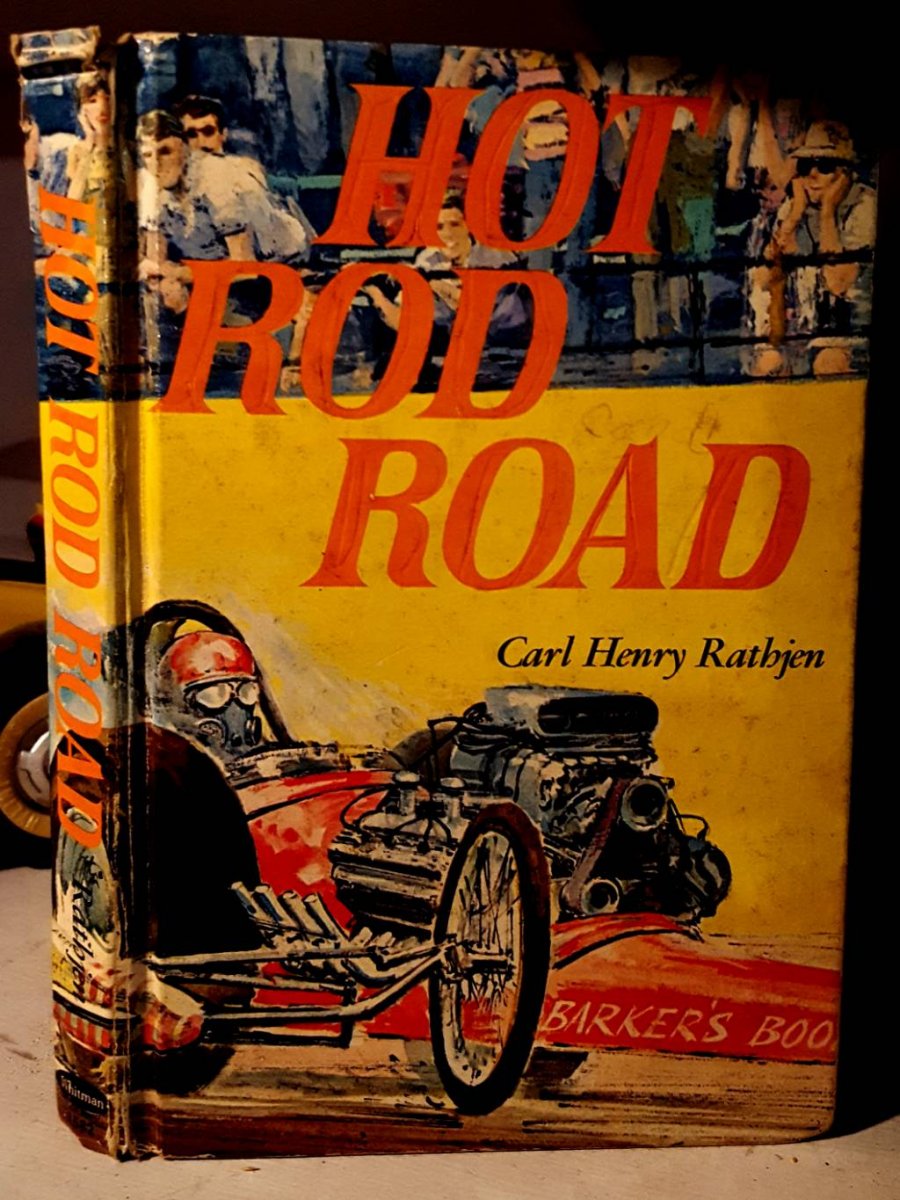 HOT
ROD
ROAD
Carl Henry Rathjen
BARKER'S BOO
HOT ROD ROAD
Rathjen
Whitman